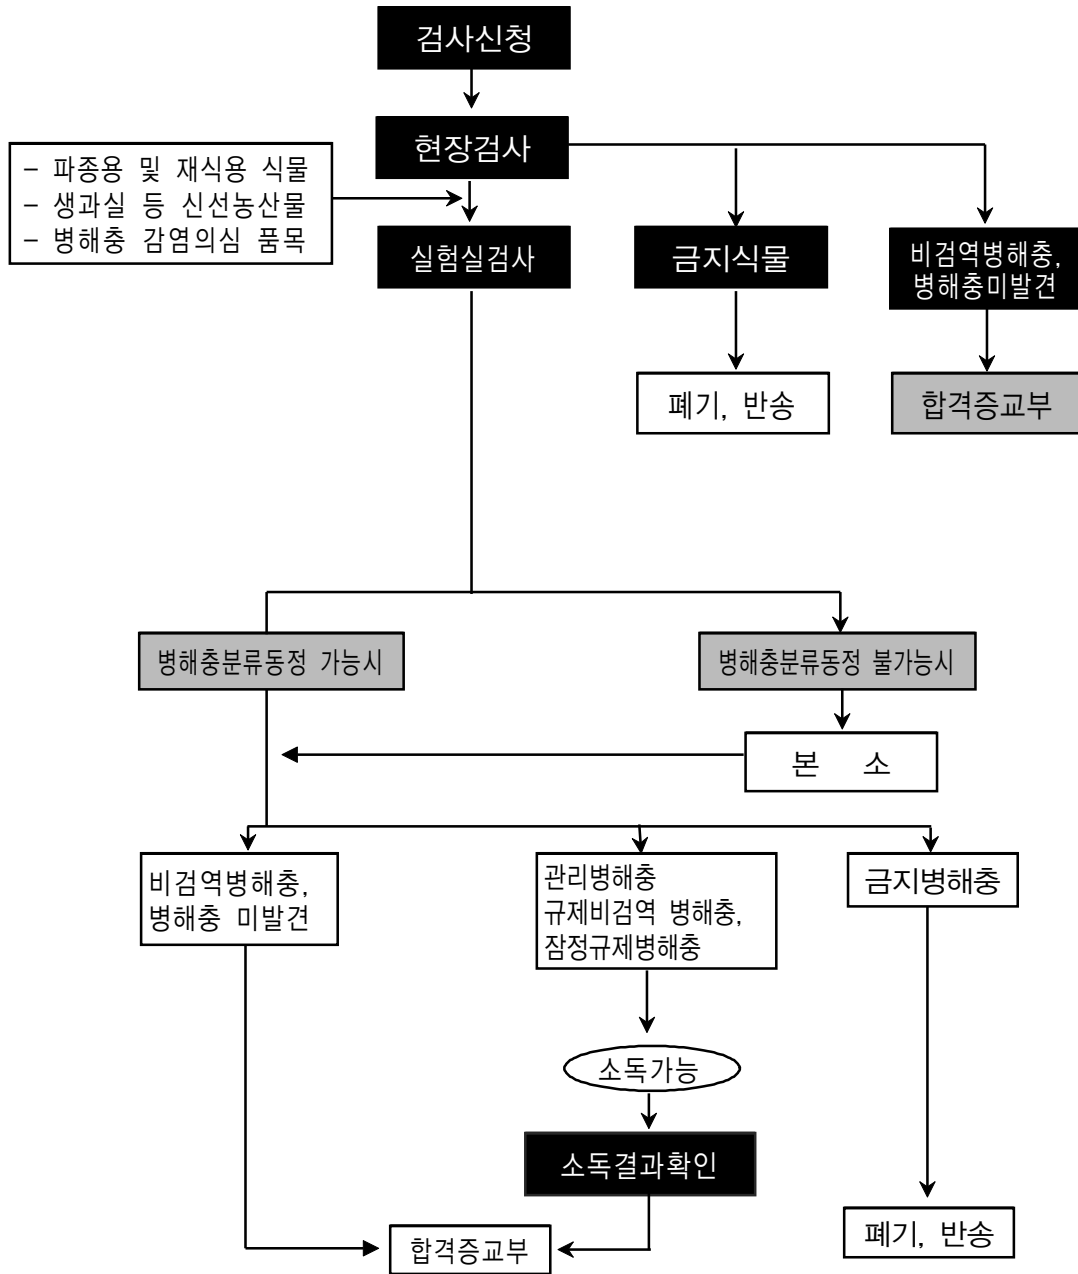 검사신청
현장검사
– 파종용 및 재식용 식물
– 생과실 등 신선농산물
– 병해충 감염의심 품목
실험실검사
금지식물
비검역병해충,
병해충미발견
폐기, 반송
합격증교부
병해충분류동정 가능시
병해충분류동정 불가능시
본 소
비검역병해충,
병해충 미발견
관리병해충
규제비검역 병해충,
잠정규제병해충
금지병해충
소독가능
소독결과확인
합격증교부
폐기, 반송